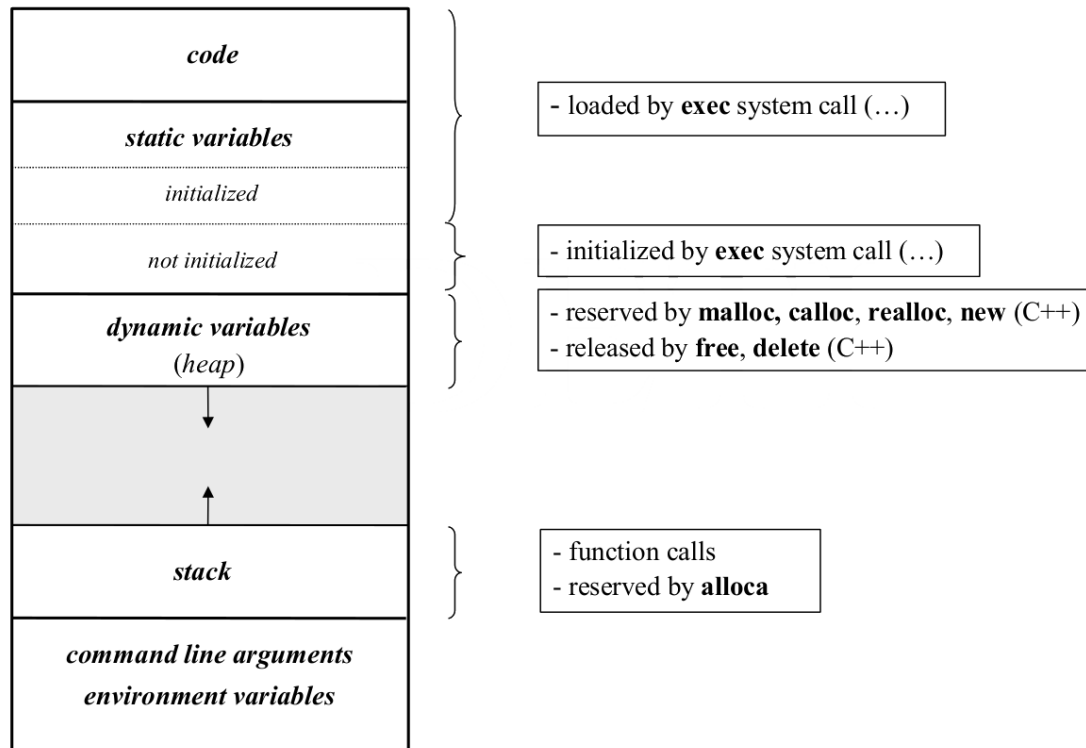 code
- loaded by exec system call (…)
static variables
initialized
not initialized
- initialized by exec system call (…)
dynamic variables
(heap)
- reserved by malloc, calloc, realloc, new (C++)
- released by free, delete (C++)
stack
- function calls
- reserved by alloca
command line arguments
environment variables